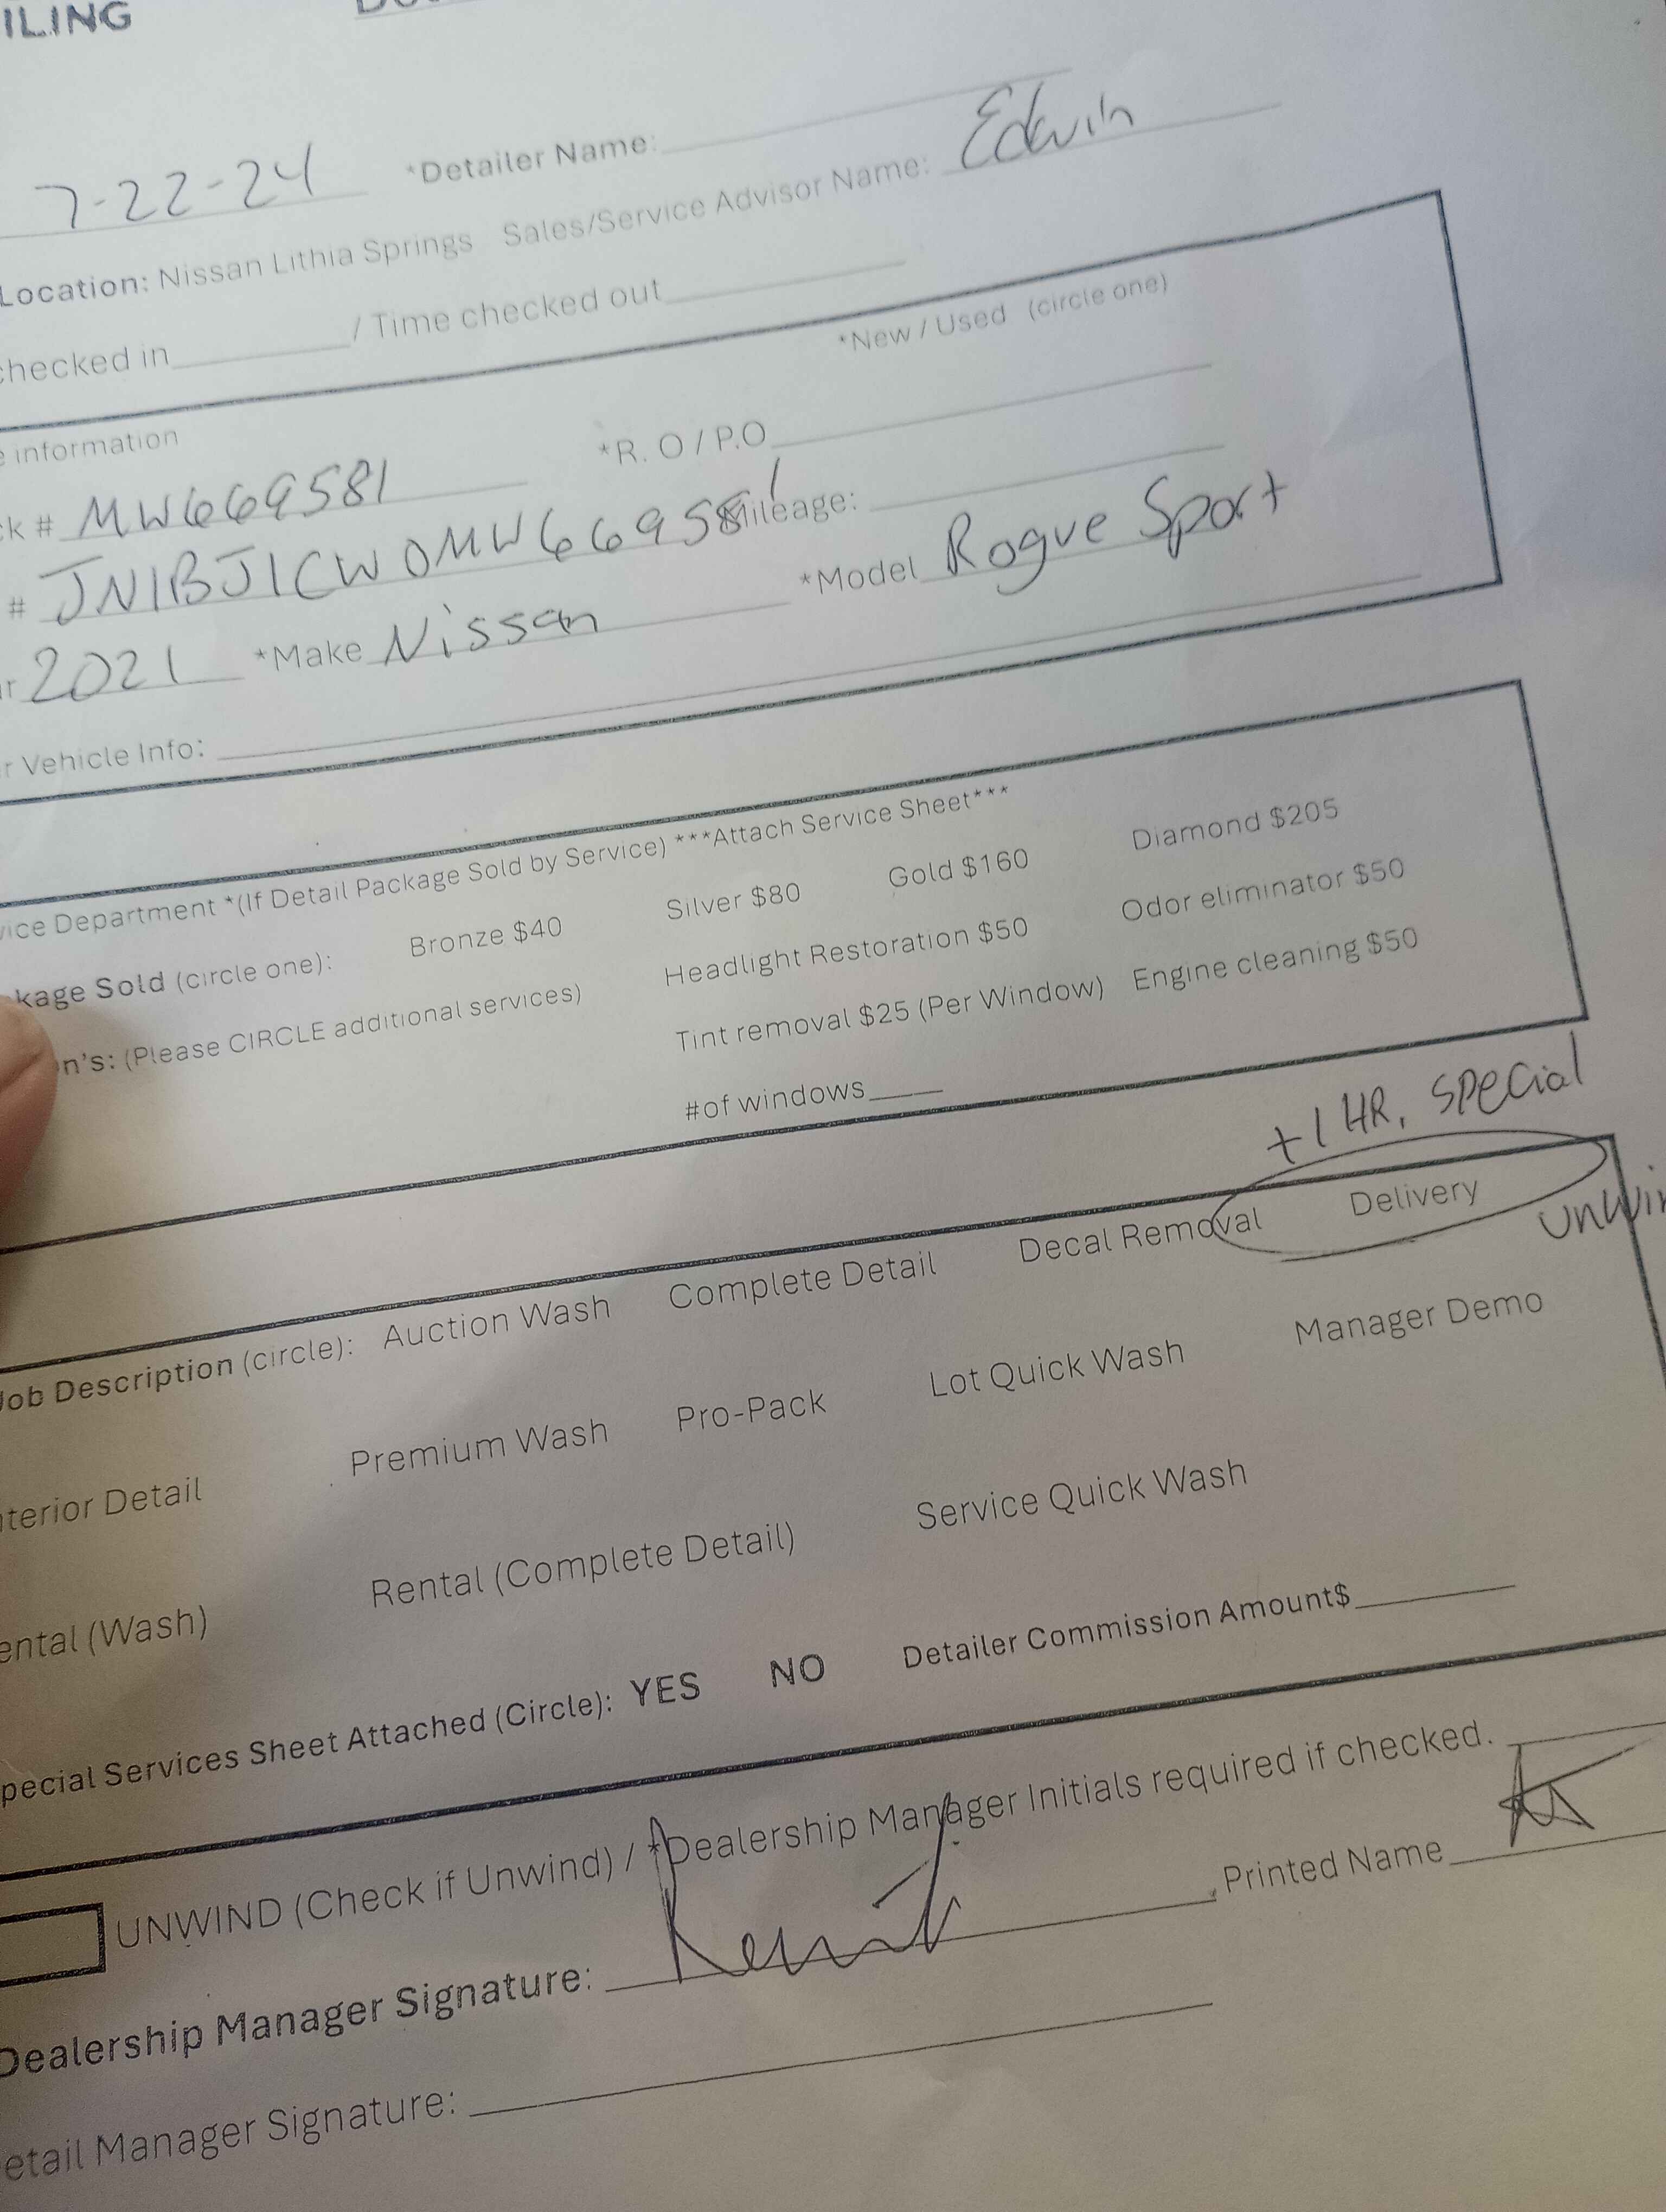 ILING
7-22-24 *Detailer Name:
Location: Nissan Lithia Springs Sales/Service Advisor Name: Edwin
checked in / Time checked out
*New / Used (circle one)
e information
ck # MW669581 *R. O / P.O
# JN1BJ1CW0MW669581 Mileage:
r 2021 *Make Nissan *Model Rogue Sport
r Vehicle Info:
vice Department *(If Detail Package Sold by Service) ***Attach Service Sheet***
kage Sold (circle one): Bronze $40 Silver $80 Gold $160 Diamond $205
n's: (Please CIRCLE additional services) Headlight Restoration $50 Odor eliminator $50
Tint removal $25 (Per Window) Engine cleaning $50
#of windows
+1 HR, SPECial
Job Description (circle): Auction Wash Complete Detail Decal Removal Delivery UNWin
nterior Detail Premium Wash Pro-Pack Lot Quick Wash Manager Demo
ental (Wash) Rental (Complete Detail) Service Quick Wash
pecial Services Sheet Attached (Circle): YES NO Detailer Commission Amount$
UNWIND (Check if Unwind) / *Dealership Manager Initials required if checked.
Dealership Manager Signature: Printed Name
etail Manager Signature: